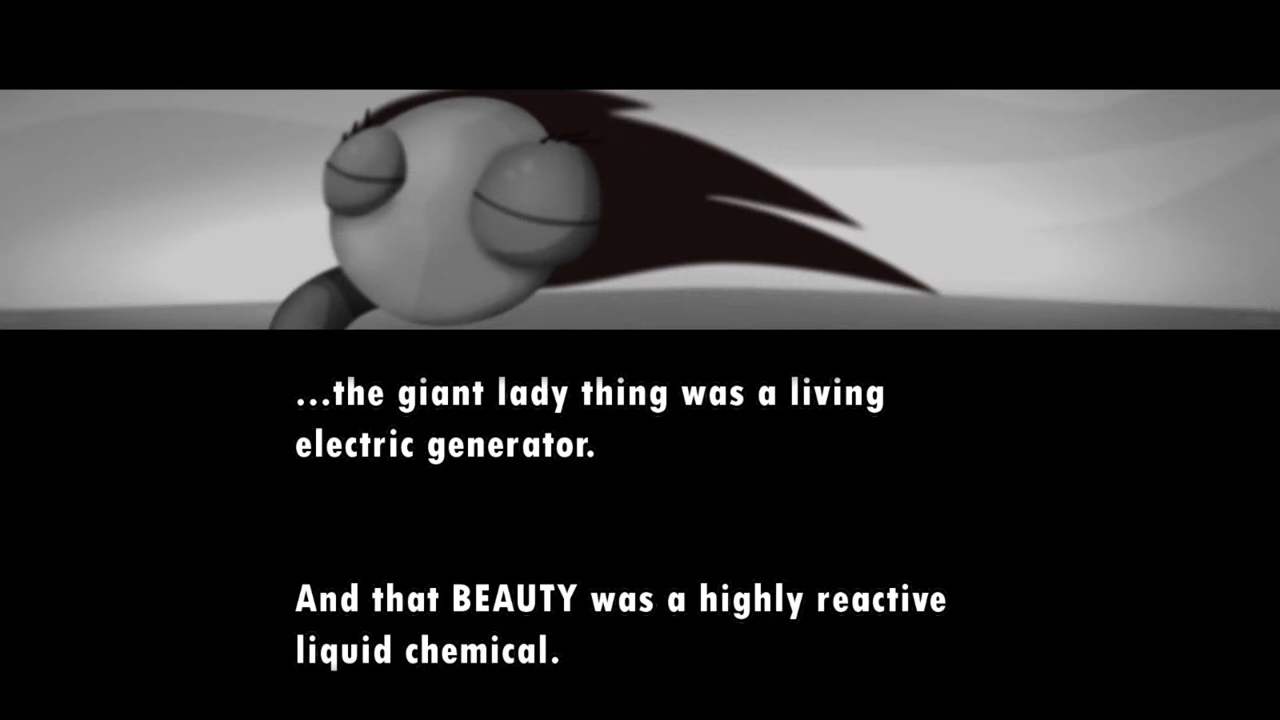 ...the giant lady thing was a living
electric generator.
And that BEAUTY was a highly reactive
liquid chemical.